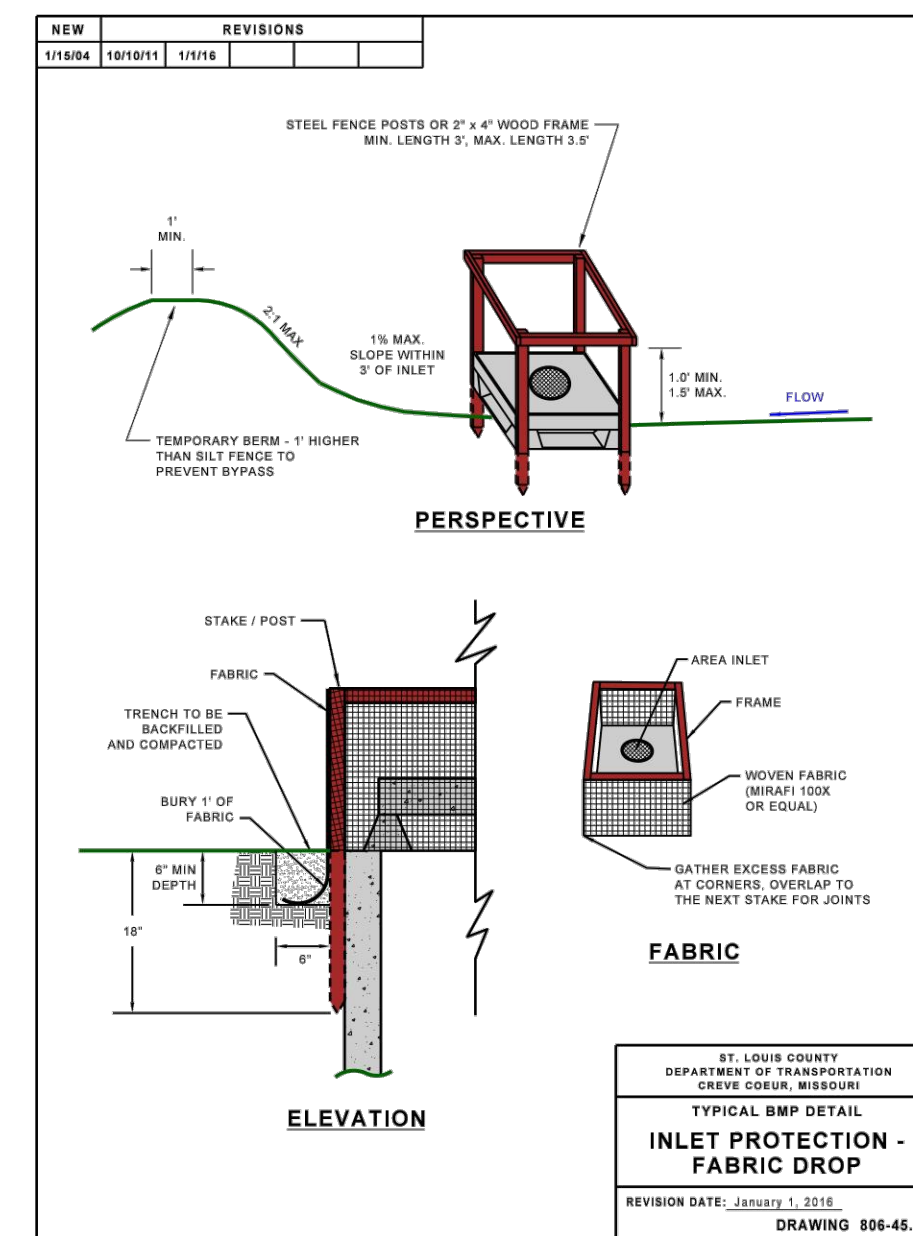 NEW REVISIONS
1/15/04 10/10/11 1/1/16
STEEL FENCE POSTS OR 2" x 4" WOOD FRAME
MIN. LENGTH 3', MAX. LENGTH 3.5'
1'
MIN.
2:1 MAX
1% MAX.
SLOPE WITHIN
3' OF INLET
1.0' MIN.
1.5' MAX.
FLOW
TEMPORARY BERM - 1' HIGHER
THAN SILT FENCE TO
PREVENT BYPASS
PERSPECTIVE
STAKE / POST
FABRIC
TRENCH TO BE
BACKFILLED
AND COMPACTED
BURY 1' OF
FABRIC
6" MIN
DEPTH
18"
6"
ELEVATION
AREA INLET
FRAME
WOVEN FABRIC
(MIRAFI 100X
OR EQUAL)
GATHER EXCESS FABRIC
AT CORNERS, OVERLAP TO
THE NEXT STAKE FOR JOINTS
FABRIC
ST. LOUIS COUNTY
DEPARTMENT OF TRANSPORTATION
CREVE COEUR, MISSOURI
TYPICAL BMP DETAIL
INLET PROTECTION -
FABRIC DROP
REVISION DATE: January 1, 2016
DRAWING 806-45.